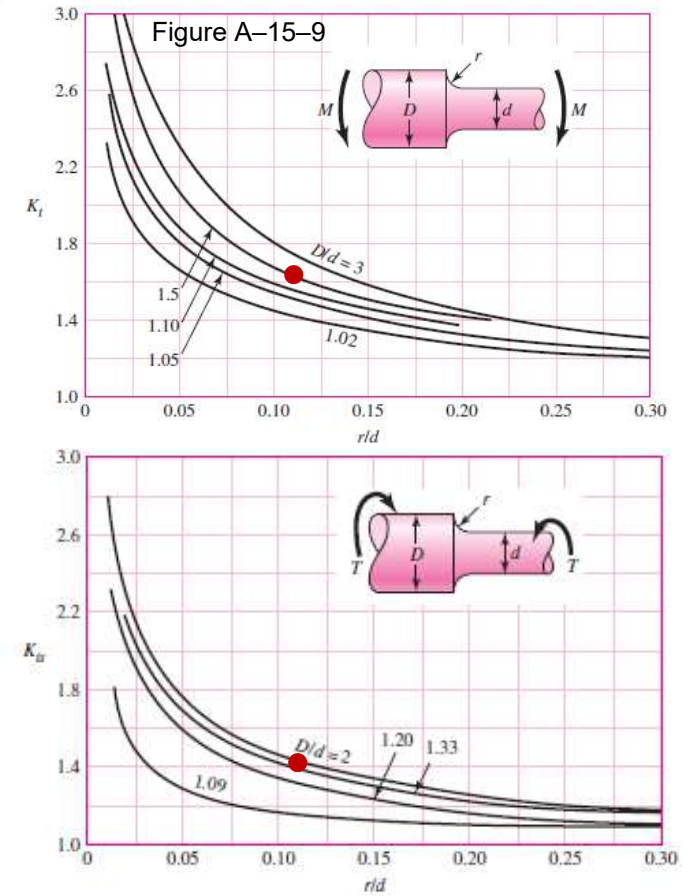 Figure A–15–9
3.0
2.6
2.2
1.8
1.4
1.0
K_t
r
M
D
d
M
D/d = 3
1.5
1.10
1.05
1.02
0
0.05
0.10
0.15
0.20
0.25
0.30
r/d
3.0
2.6
2.2
1.8
1.4
1.0
K_ts
r
T
D
d
T
D/d = 2
1.20
1.33
1.09
0
0.05
0.10
0.15
0.20
0.25
0.30
r/d